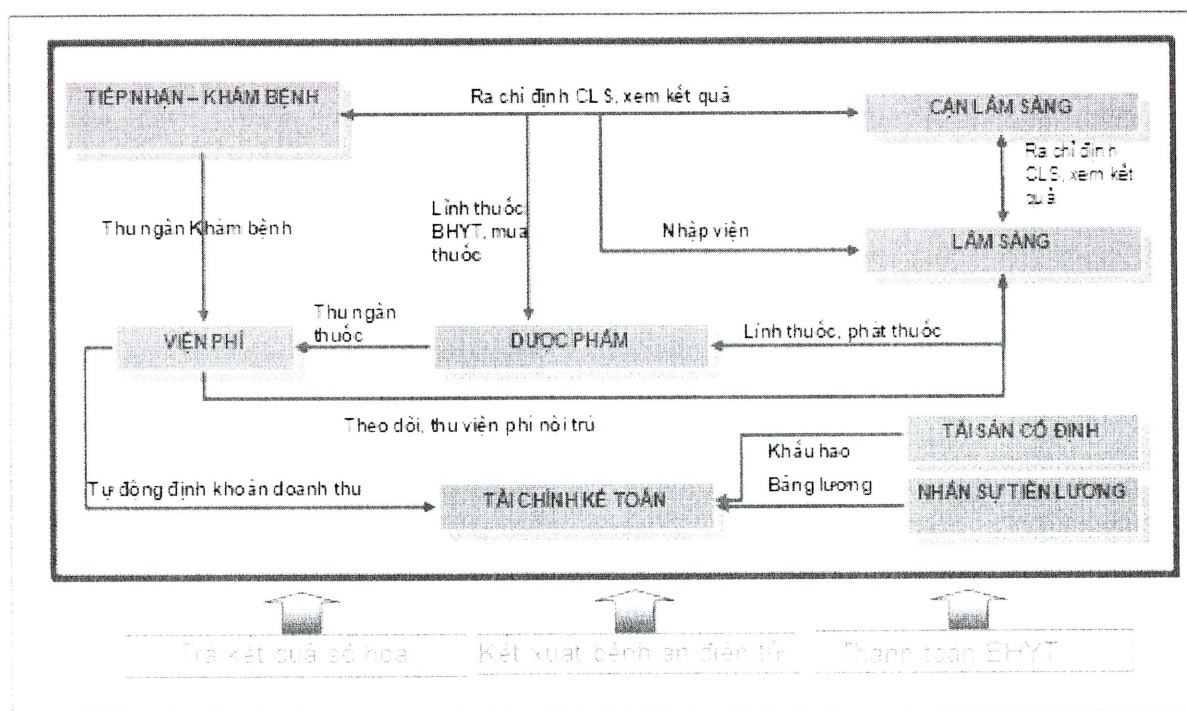 TIẾP NHẬN – KHÁM BỆNH
Ra chỉ định CLS, xem kết quả
CẬN LÂM SÀNG
Ra chỉ định
CLS, xem kết
quả
Thu ngân Khám bệnh
Lĩnh thuốc
BHYT, mua
thuốc
Nhập viện
LÂM SÀNG
Thu ngân
thuốc
VIỆN PHÍ
DƯỢC PHẨM
Lĩnh thuốc, phát thuốc
Theo dõi, thu viện phí nội trú
TÀI SẢN CỐ ĐỊNH
Khấu hao
Tự động định khoản doanh thu
TÀI CHÍNH KẾ TOÁN
Bảng lương
NHÂN SỰ TIỀN LƯƠNG
Trả kết quả số hóa
Kết xuất bệnh án điện tử
Thanh toán BHYT